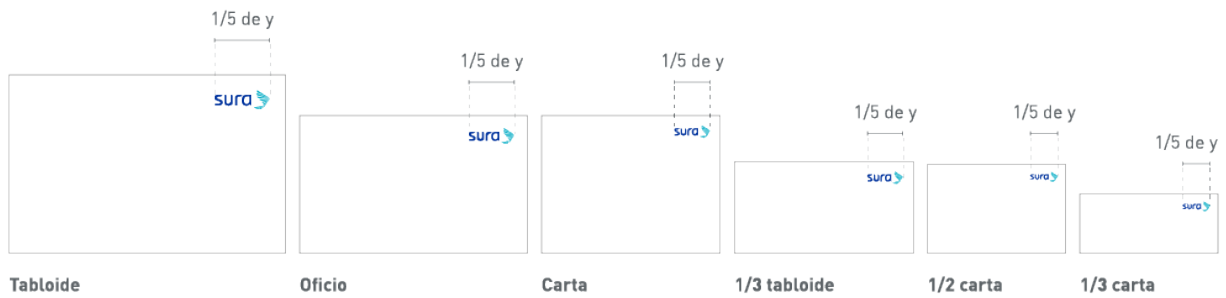 1/5 de y
sura
Tabloide
1/5 de y
sura
Oficio
1/5 de y
sura
Carta
1/5 de y
sura
1/3 tabloide
1/5 de y
sura
1/2 carta
1/5 de y
sura
1/3 carta